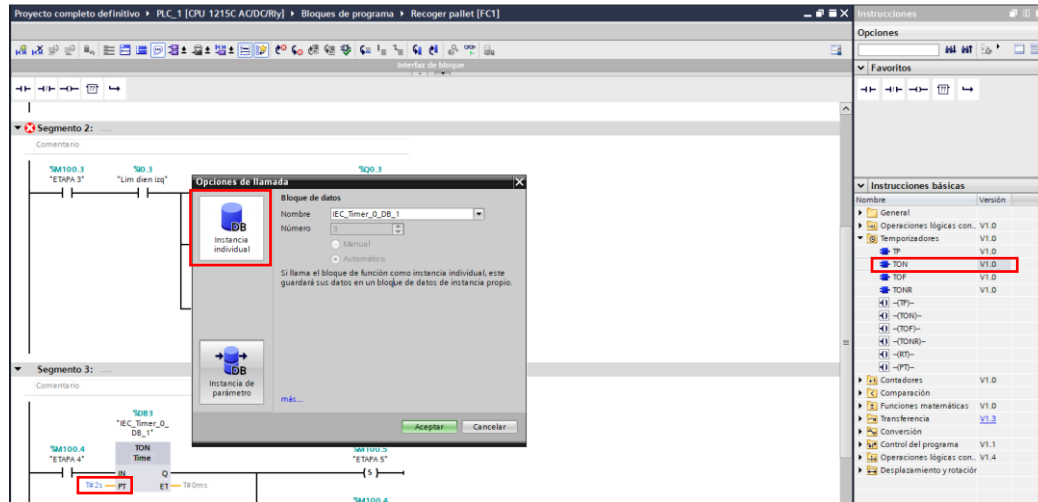 Proyecto completo definitivo ▸ PLC_1 [CPU 1215C AC/DC/Rly] ▸ Bloques de programa ▸ Recoger pallet [FC1]
Interfaz de bloque
Segmento 2:
Comentario
%M100.3
"ETAPA 3"
%I0.3
"Lim dien izq"
%Q0.3
Segmento 3:
Comentario
%DB3
"IEC_Timer_0_
DB_1"
%M100.4
"ETAPA 4"
TON
Time
IN Q
T#2s PT ET T#0ms
%M100.5
"ETAPA 5"
S
%M100.4
Opciones de llamada
DB
Instancia
individual
DB
Instancia de
parámetro
Bloque de datos
Nombre IEC_Timer_0_DB_1
Número 3
Manual
Automático
Si llama el bloque de función como instancia individual, este
guardará sus datos en un bloque de datos de instancia propio.
más...
Aceptar Cancelar
Instrucciones
Opciones
Favoritos
Instrucciones básicas
Nombre Versión
General
Operaciones lógicas con.. V1.0
Temporizadores V1.0
TP V1.0
TON V1.0
TOF V1.0
TONR V1.0
-(TP)-
-(TON)-
-(TOF)-
-(TONR)-
-(RT)-
-(PT)-
Contadores V1.0
Comparación
Funciones matemáticas V1.0
Transferencia V1.3
Conversión
Control del programa V1.1
Operaciones lógicas con.. V1.4
Desplazamiento y rotación